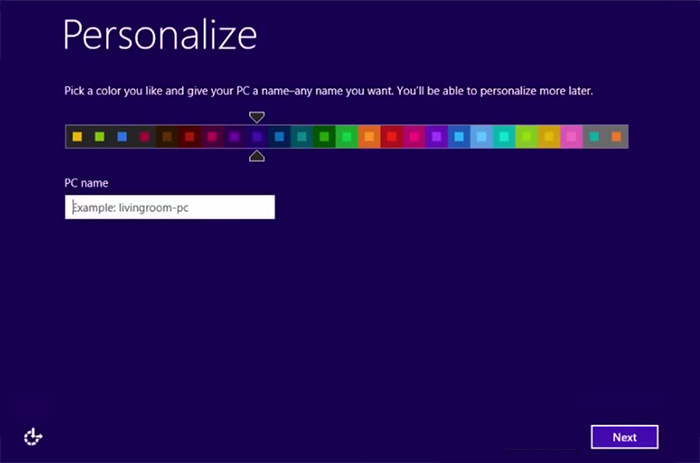 Personalize
Pick a color you like and give your PC a name–any name you want. You'll be able to personalize more later.
PC name
Example: livingroom-pc
Next